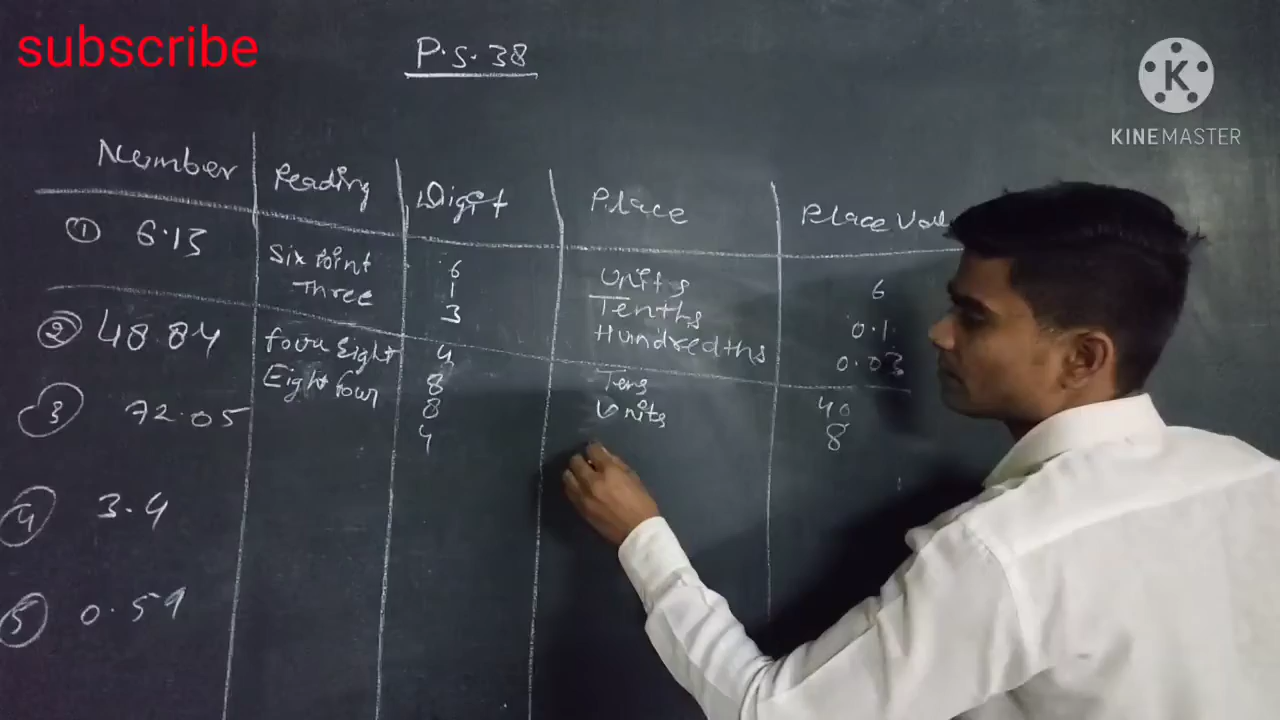 subscribe
P.S.38
KINEMASTER
Number Reading Digit Place Place Val
① 6.13 Six Point 6 Units 6
Three 1 Tenths 0.1
3 Hundredths 0.03
② 48.84 four Eight 4 Tens 40
Eight four 8 Units 8
③ 72.05 8
4
④ 3.4
⑤ 0.59